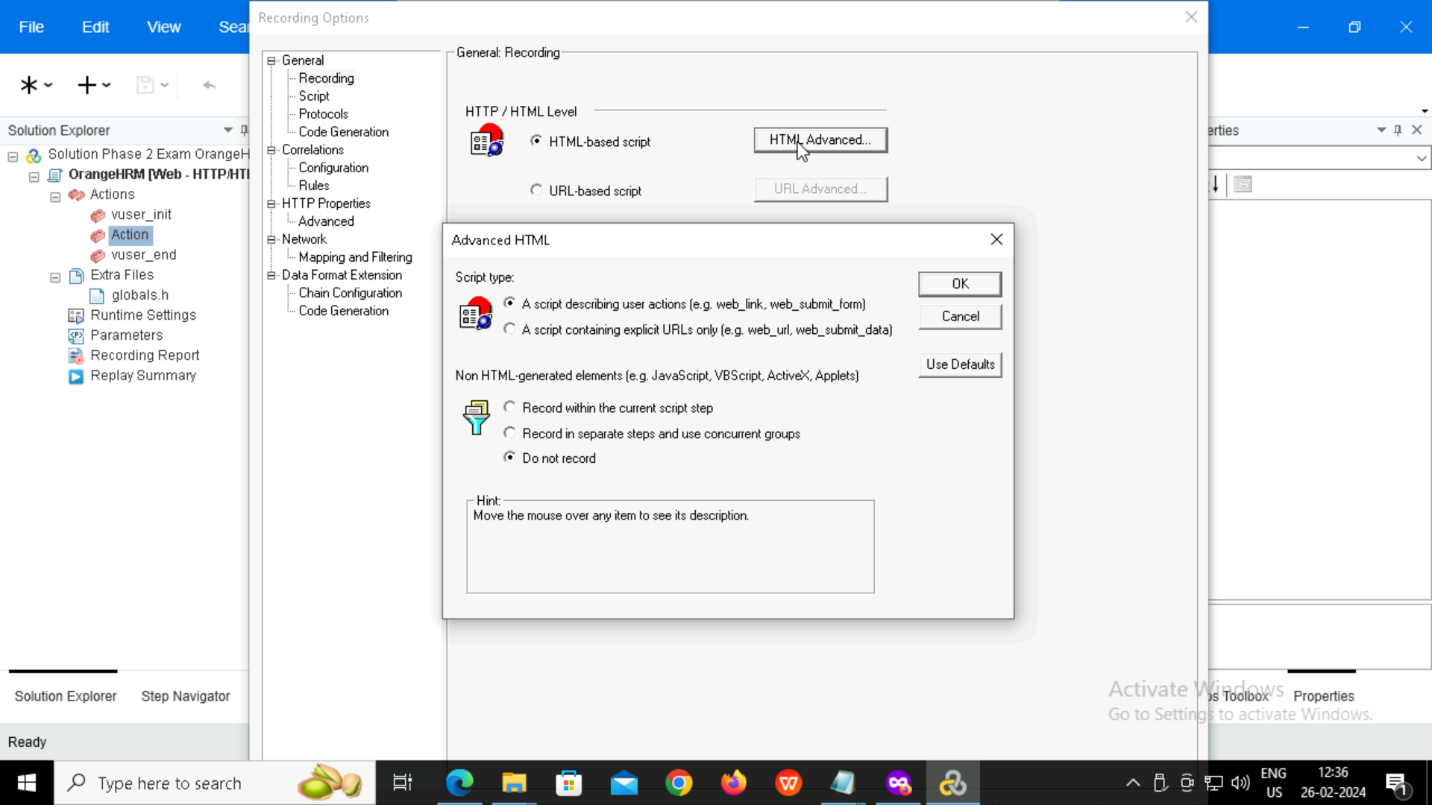 Recording Options
File Edit View
Solution Explorer
Solution Phase 2 Exam
OrangeHRM [Web - HTTP/
Actions
vuser_init
Action
vuser_end
Extra Files
globals.h
Runtime Settings
Parameters
Recording Report
Replay Summary
General
Recording
Script
Protocols
Code Generation
Correlations
Configuration
Rules
HTTP Properties
Advanced
Network
Mapping and Filtering
Data Format Extension
Chain Configuration
Code Generation
General: Recording
HTTP / HTML Level
HTML-based script HTML Advanced...
URL-based script URL Advanced...
Advanced HTML
Script type:
A script describing user actions (e.g. web_link, web_submit_form)
A script containing explicit URLs only (e.g. web_url, web_submit_data)
Non HTML-generated elements (e.g. JavaScript, VBScript, ActiveX, Applets)
Record within the current script step
Record in separate steps and use concurrent groups
Do not record
Hint:
Move the mouse over any item to see its description.
OK
Cancel
Use Defaults
Activate Windows
Go to Settings to activate Windows.
Solution Explorer Step Navigator Toolbox Properties
Ready
Type here to search
ENG
US
12:36
26-02-2024
1